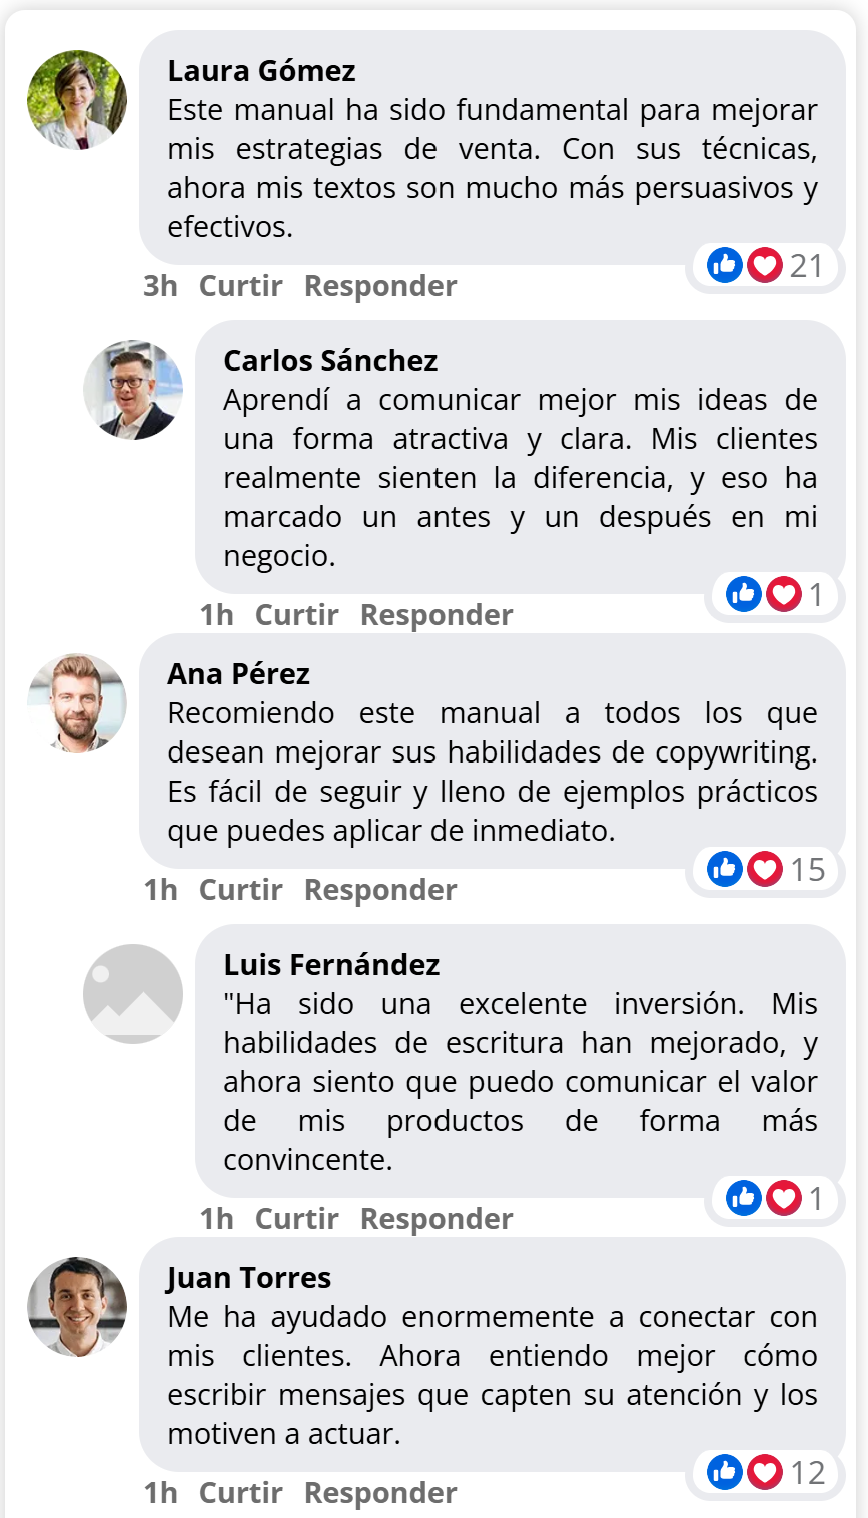 Laura Gómez
Este manual ha sido fundamental para mejorar
mis estrategias de venta. Con sus técnicas,
ahora mis textos son mucho más persuasivos y
efectivos.
21
3h Curtir Responder
Carlos Sánchez
Aprendí a comunicar mejor mis ideas de
una forma atractiva y clara. Mis clientes
realmente sienten la diferencia, y eso ha
marcado un antes y un después en mi
negocio.
1
1h Curtir Responder
Ana Pérez
Recomiendo este manual a todos los que
desean mejorar sus habilidades de copywriting.
Es fácil de seguir y lleno de ejemplos prácticos
que puedes aplicar de inmediato.
15
1h Curtir Responder
Luis Fernández
"Ha sido una excelente inversión. Mis
habilidades de escritura han mejorado, y
ahora siento que puedo comunicar el valor
de mis productos de forma más
convincente.
1
1h Curtir Responder
Juan Torres
Me ha ayudado enormemente a conectar con
mis clientes. Ahora entiendo mejor cómo
escribir mensajes que capten su atención y los
motiven a actuar.
12
1h Curtir Responder